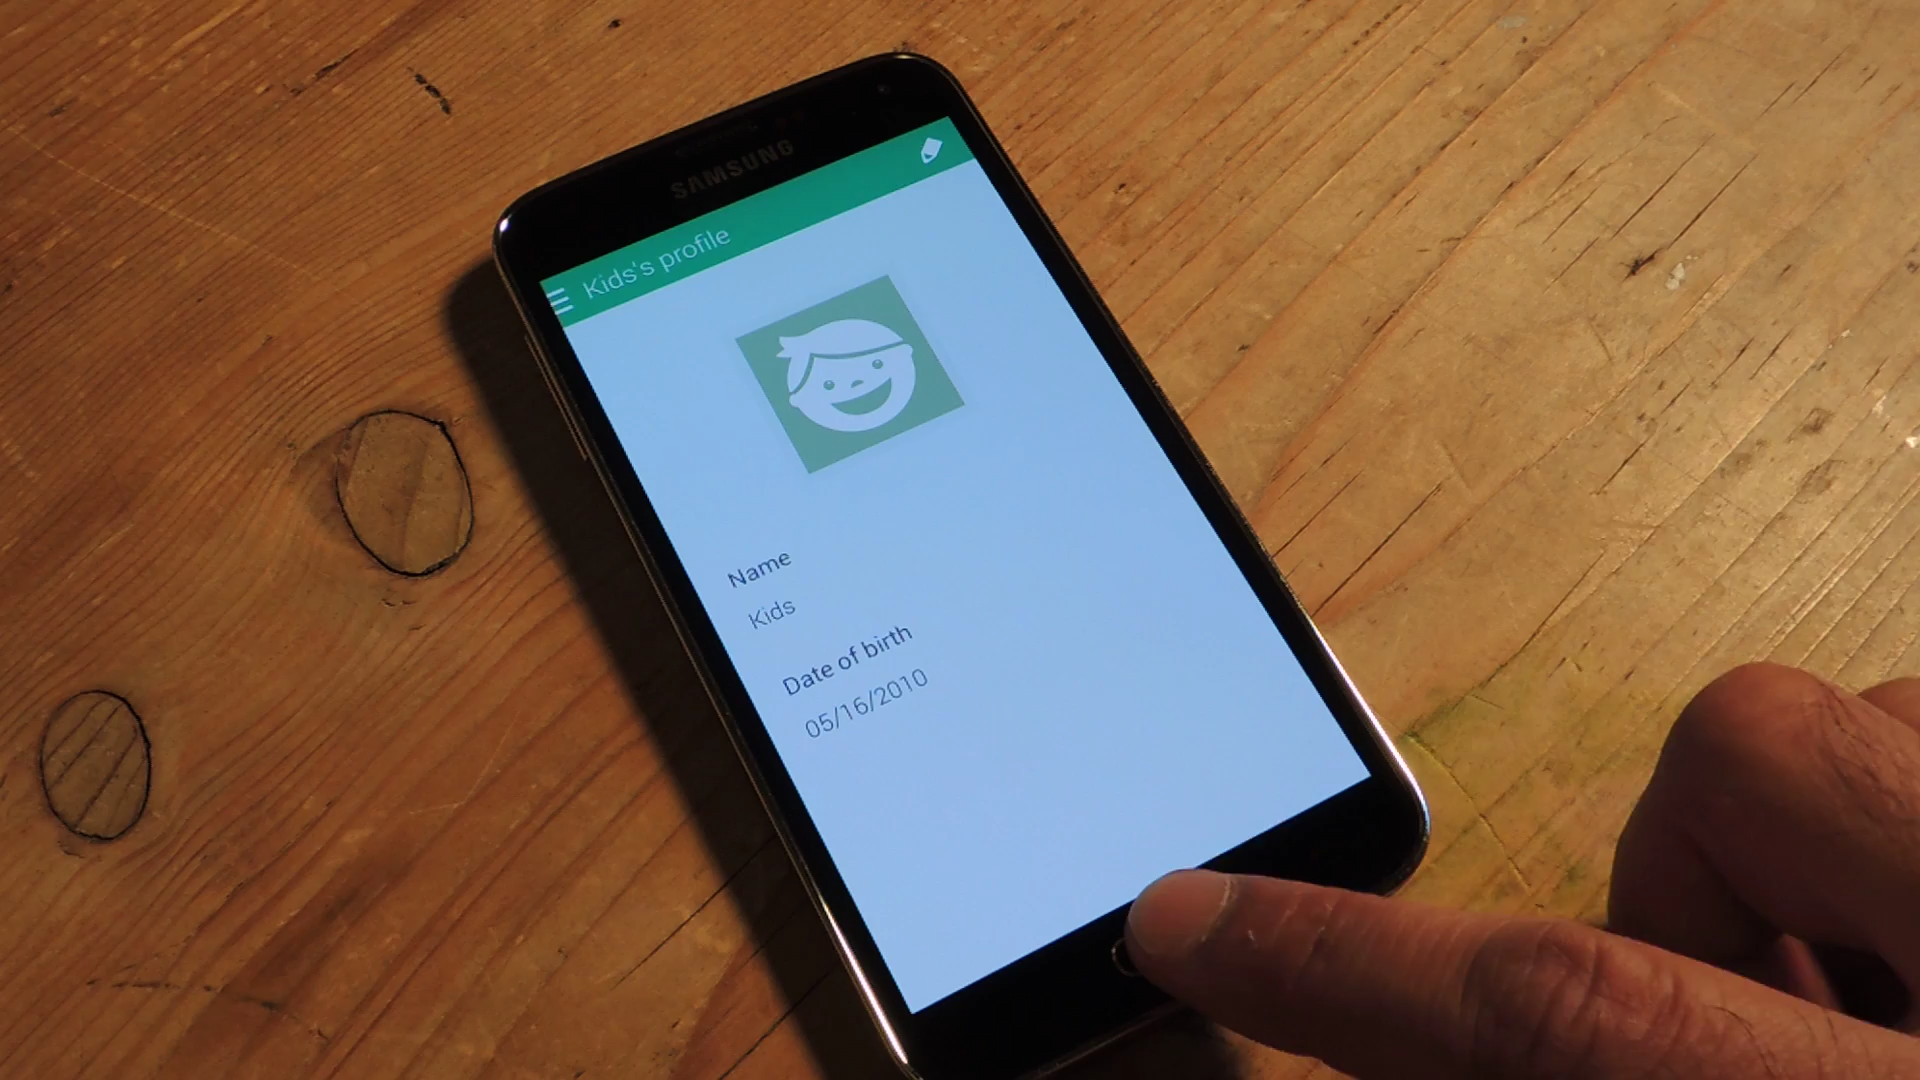 SAMSUNG
Kids's profile
Name
Kids
Date of birth
05/16/2010